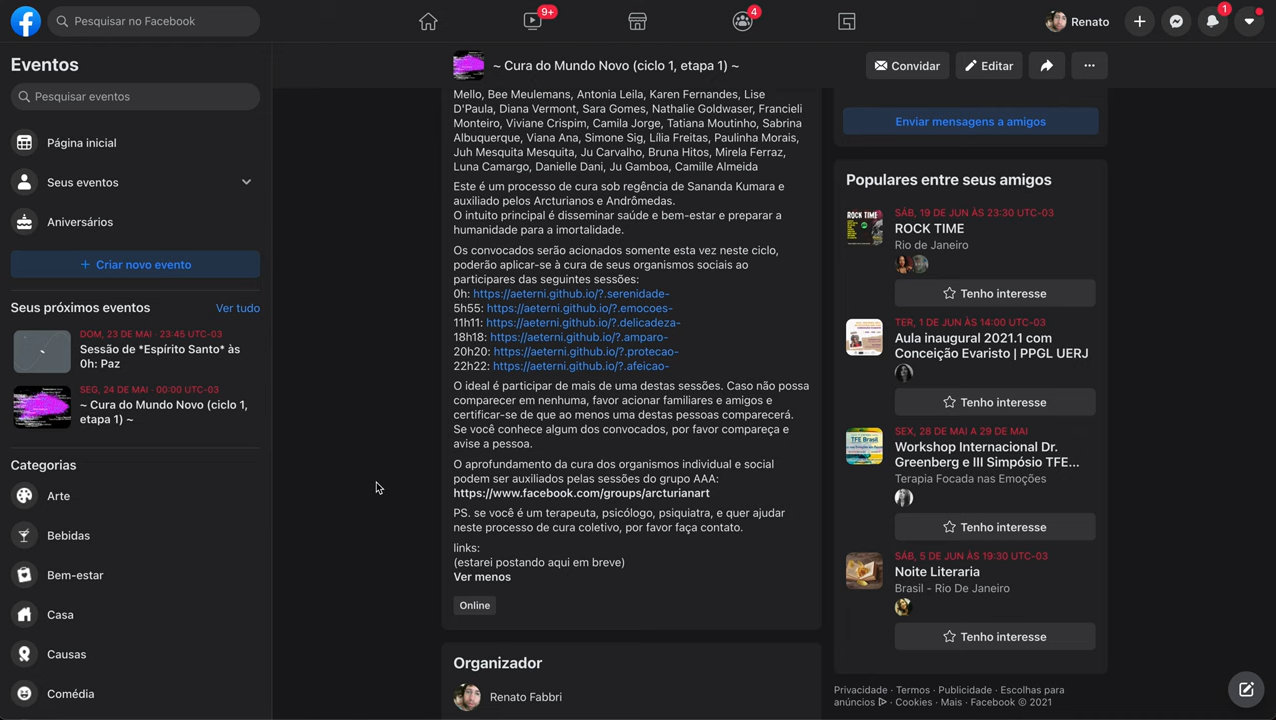 Pesquisar no Facebook
9+
4
Renato
1
Eventos
Pesquisar eventos
Página inicial
Seus eventos
Aniversários
+ Criar novo evento
Seus próximos eventos
Ver tudo
DOM, 23 DE MAI · 23:45 UTC-03
Sessão de *Espírito Santo* às
0h: Paz
SEG, 24 DE MAI · 00:00 UTC-03
~ Cura do Mundo Novo (ciclo 1,
etapa 1) ~
Categorias
Arte
Bebidas
Bem-estar
Casa
Causas
Comédia
~ Cura do Mundo Novo (ciclo 1, etapa 1) ~
Convidar
Editar
Mello, Bee Meulemans, Antonia Leila, Karen Fernandes, Lise
D'Paula, Diana Vermont, Sara Gomes, Nathalie Goldwaser, Francieli
Monteiro, Viviane Crispim, Camila Jorge, Tatiana Moutinho, Sabrina
Albuquerque, Viana Ana, Simone Sig, Lília Freitas, Paulinha Morais,
Juh Mesquita Mesquita, Ju Carvalho, Bruna Hitos, Mirela Ferraz,
Luna Camargo, Danielle Dani, Ju Gamboa, Camille Almeida
Este é um processo de cura sob regência de Sananda Kumara e
auxiliado pelos Arcturianos e Andrômedas.
O intuito principal é disseminar saúde e bem-estar e preparar a
humanidade para a imortalidade.
Os convocados serão acionados somente esta vez neste ciclo,
poderão aplicar-se à cura de seus organismos sociais ao
participares das seguintes sessões:
0h: https://aeterni.github.io/?.serenidade-
5h55: https://aeterni.github.io/?.emocoes-
11h11: https://aeterni.github.io/?.delicadeza-
18h18: https://aeterni.github.io/?.amparo-
20h20: https://aeterni.github.io/?.protecao-
22h22: https://aeterni.github.io/?.afeicao-
O ideal é participar de mais de uma destas sessões. Caso não possa
comparecer em nenhuma, favor acionar familiares e amigos e
certificar-se de que ao menos uma destas pessoas comparecerá.
Se você conhece algum dos convocados, por favor compareça e
avise a pessoa.
O aprofundamento da cura dos organismos individual e social
podem ser auxiliados pelas sessões do grupo AAA:
https://www.facebook.com/groups/arcturianart
PS. se você é um terapeuta, psicólogo, psiquiatra, e quer ajudar
neste processo de cura coletivo, por favor faça contato.
links:
(estarei postando aqui em breve)
Ver menos
Online
Organizador
Renato Fabbri
Enviar mensagens a amigos
Populares entre seus amigos
ROCK TIME
SÁB, 19 DE JUN ÀS 23:30 UTC-03
ROCK TIME
Rio de Janeiro
Tenho interesse
TER, 1 DE JUN ÀS 14:00 UTC-03
Aula inaugural 2021.1 com
Conceição Evaristo | PPGL UERJ
Tenho interesse
TFE Brasil
SEX, 28 DE MAI A 29 DE MAI
Workshop Internacional Dr.
Greenberg e III Simpósio TFE...
Terapia Focada nas Emoções
Tenho interesse
SÁB, 5 DE JUN ÀS 19:30 UTC-03
Noite Literaria
Brasil - Rio De Janeiro
Tenho interesse
Privacidade · Termos · Publicidade · Escolhas para
anúncios · Cookies · Mais · Facebook © 2021